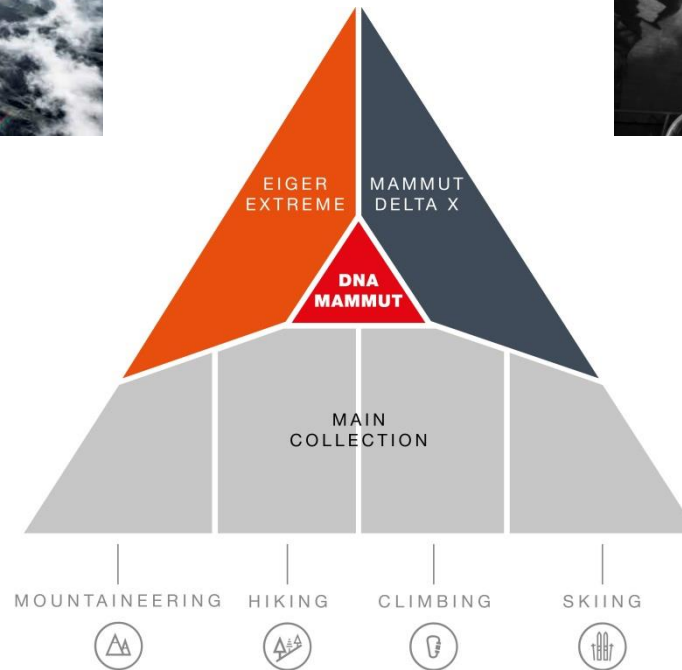 EIGER
EXTREME
MAMMUT
DELTA X
DNA
MAMMUT
MAIN
COLLECTION
MOUNTAINEERING
HIKING
CLIMBING
SKIING